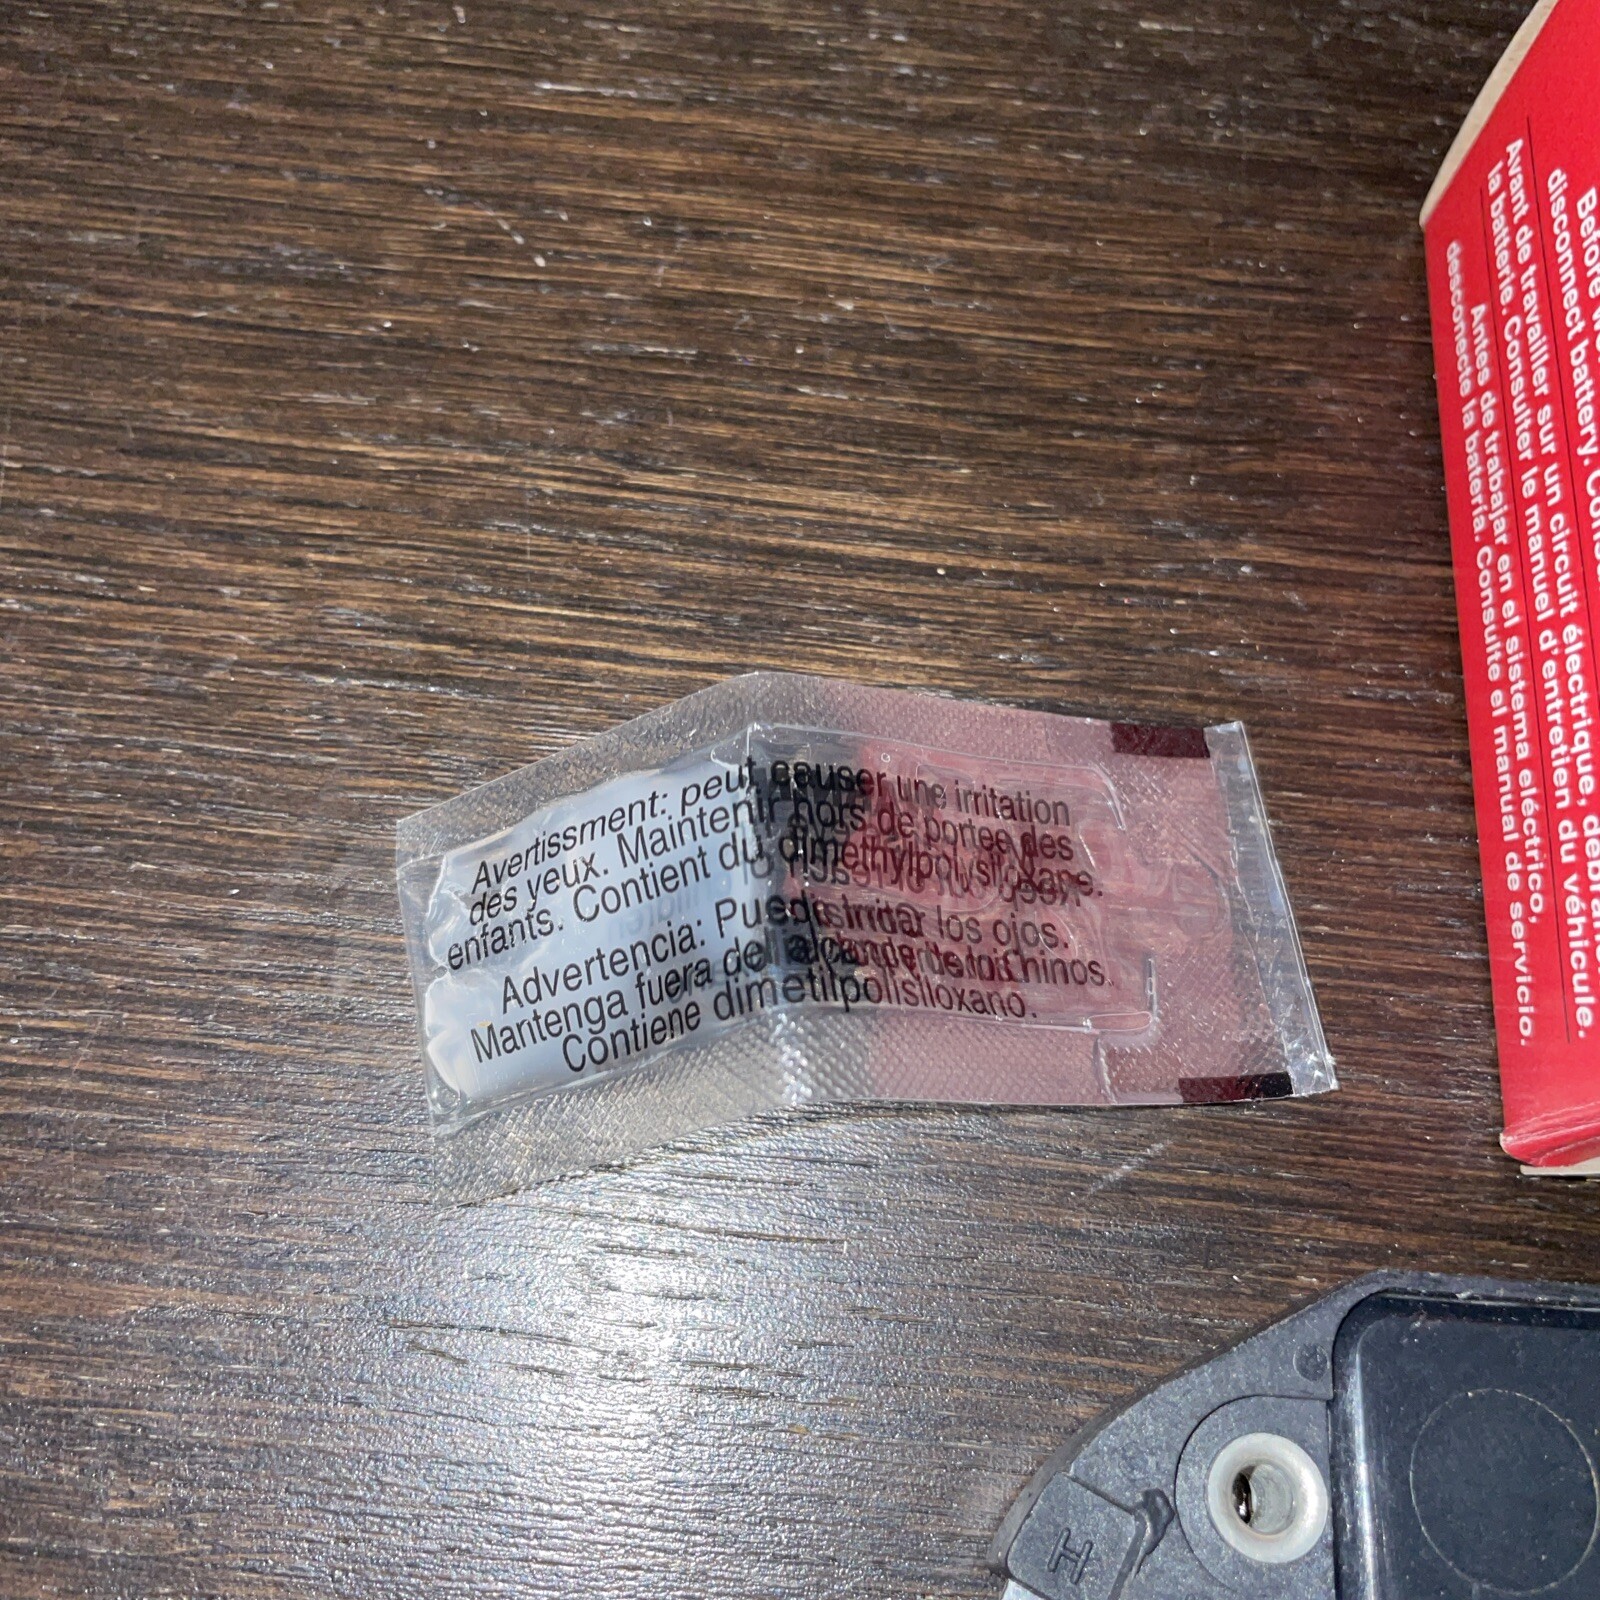 Avertissment: peut causer une irritation
des yeux. Maintenir hors de portee des
enfants. Contient du dimethylpolysiloxane.
Advertencia: Puede irritar los ojos.
Mantenga fuera del alcance de los
Contiene dimetilpolisiloxano.
Before
disconnect battery.
Avant de travailler sur un circuit électrique,
la batterie. Consulter le manuel d'entretien du véhicule.
Antes de trabajar en el sistema eléctrico,
desconecte la batería. Consulte el manual de servicio.
H